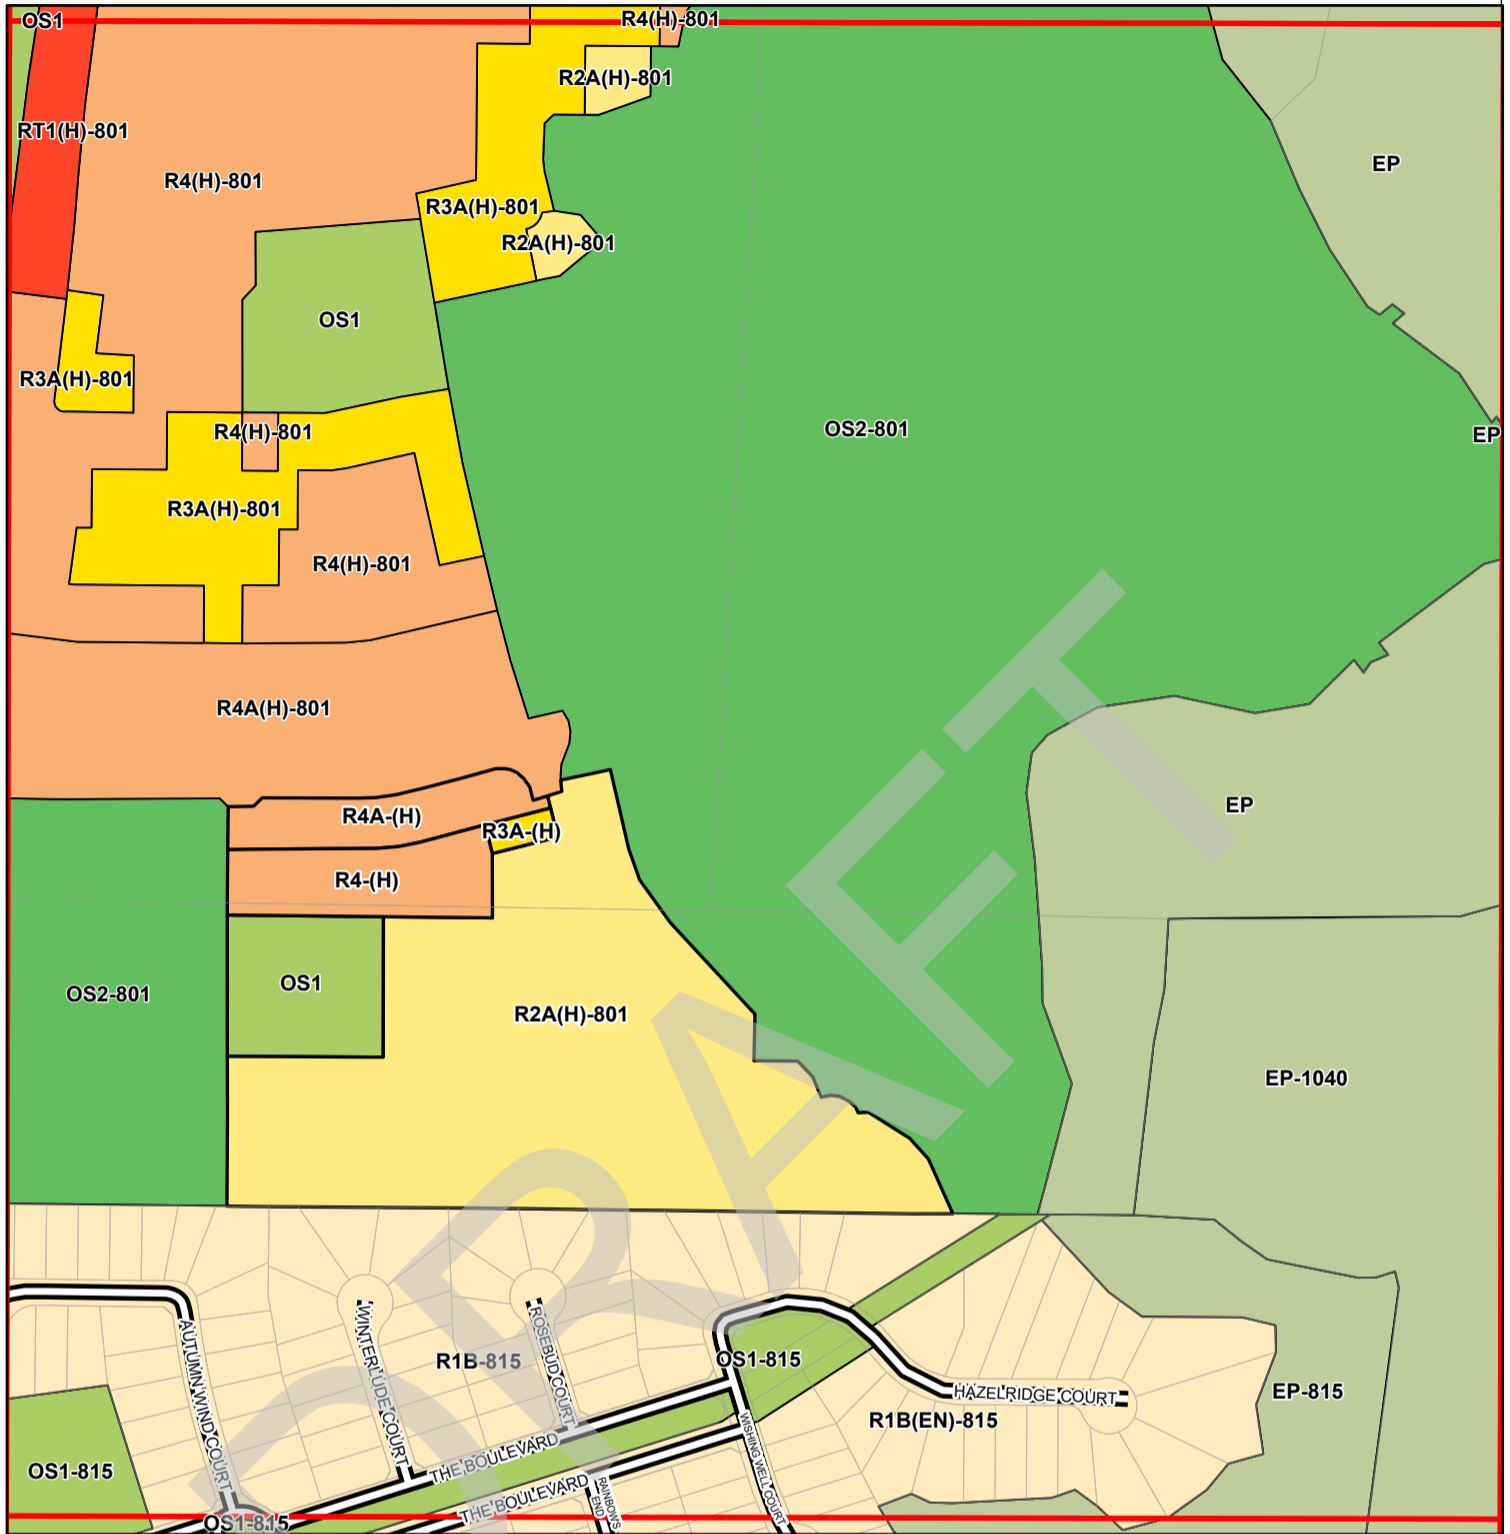 OS1
R4(H)-801
R2A(H)-801
RT1(H)-801
EP
R4(H)-801
R3A(H)-801
R2A(H)-801
OS1
R3A(H)-801
R4(H)-801
OS2-801
EP
R3A(H)-801
R4(H)-801
R4A(H)-801
EP
R4A-(H)
R3A-(H)
R4-(H)
OS1
OS2-801
R2A(H)-801
EP-1040
DRAFT
AUTUMN WIND COURT
WINTERLUDE COURT
ROSEBUD COURT
R1B-815
OS1-815
HAZELRIDGE COURT
EP-815
R1B(EN)-815
OS1-815
THE BOULEVARD
THE BOULEVARD
WISHING WELL COURT
RAINBOWS
END
OS1-815